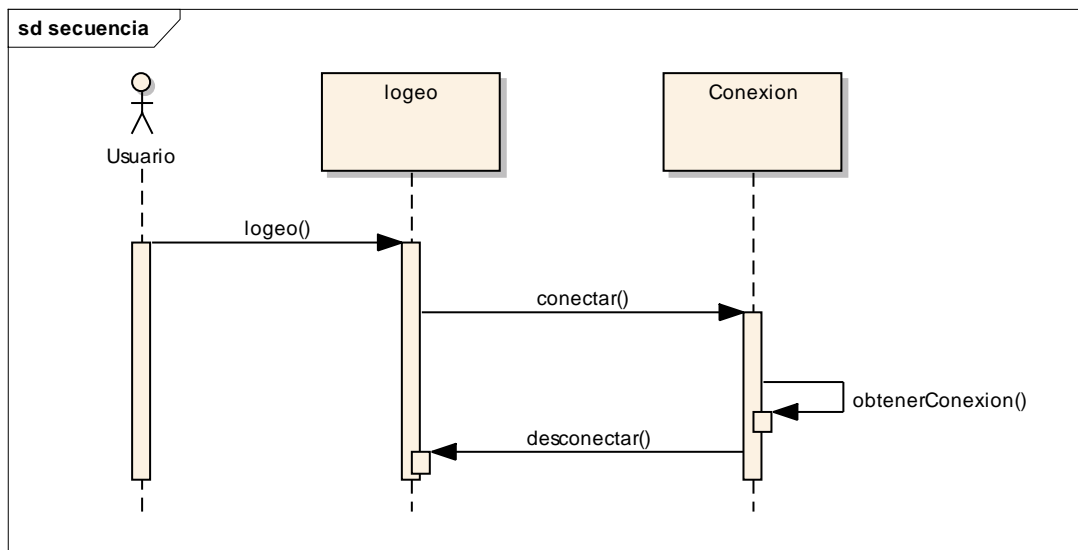 sd secuencia
Usuario
logeo
Conexion
logeo()
conectar()
obtenerConexion()
desconectar()